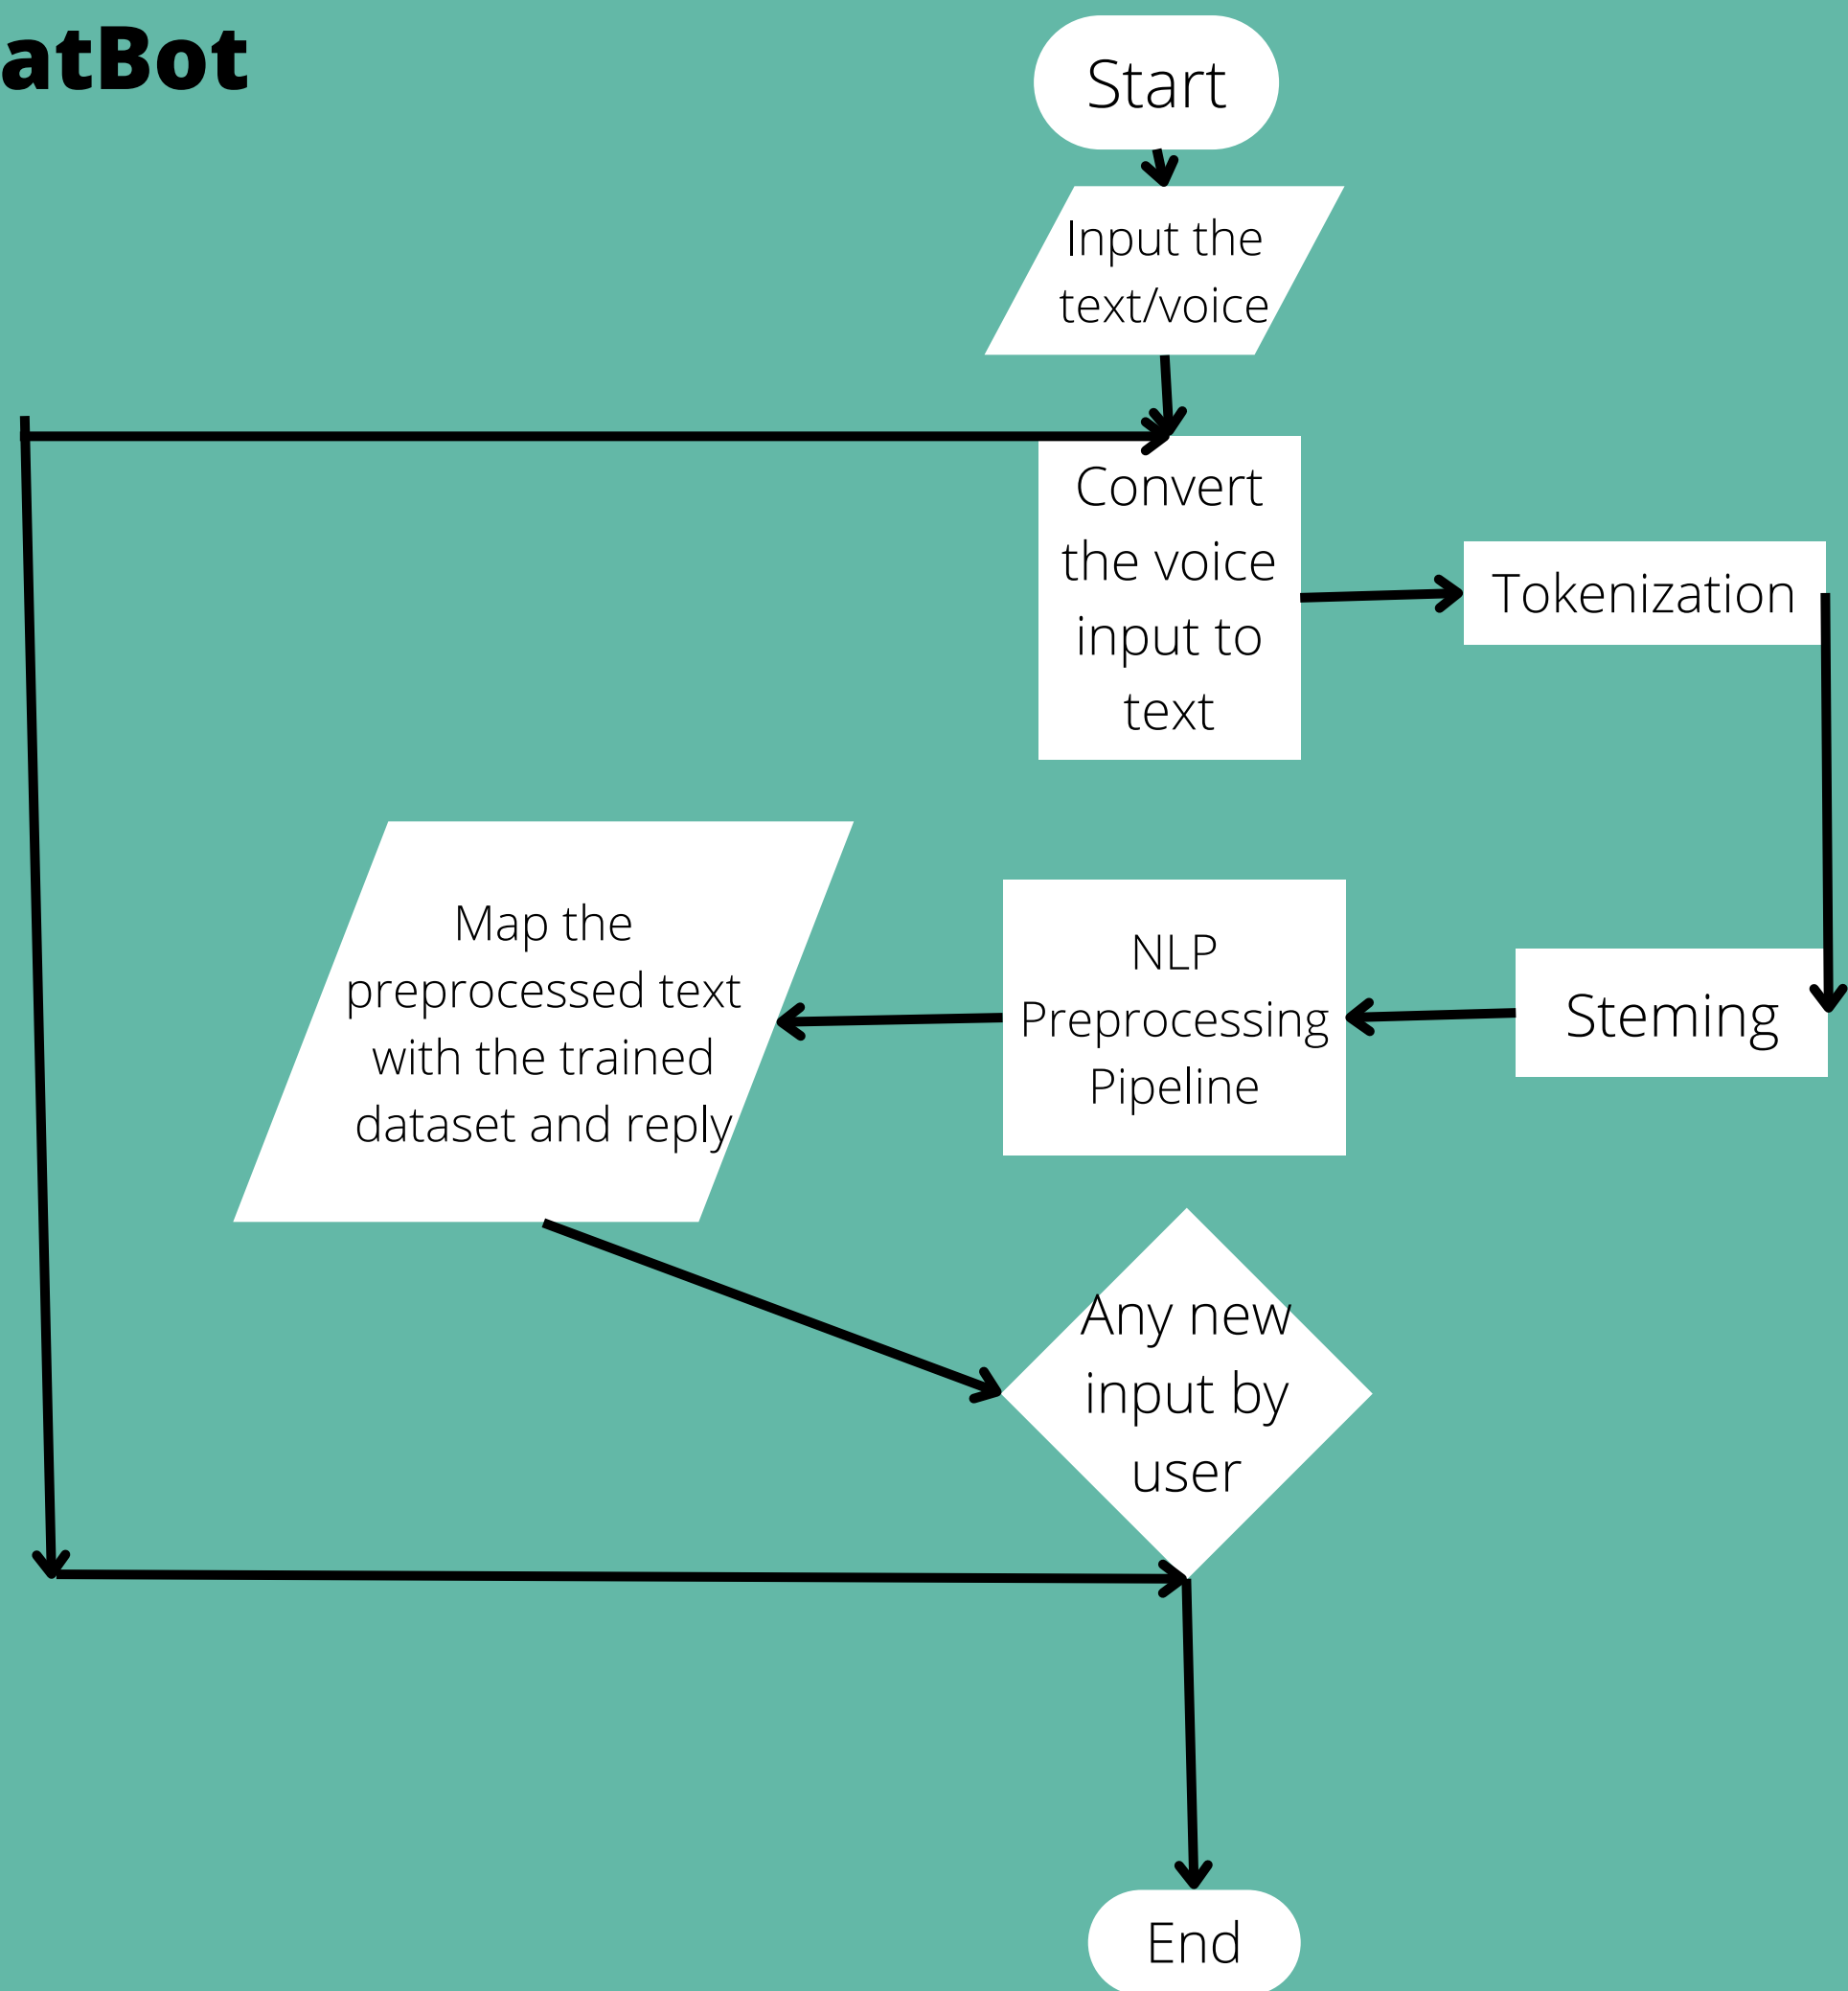 atBot
Start
Input the
text/voice
Convert
the voice
input to
text
Tokenization
Steming
NLP
Preprocessing
Pipeline
Map the
preprocessed text
with the trained
dataset and reply
Any new
input by
user
End